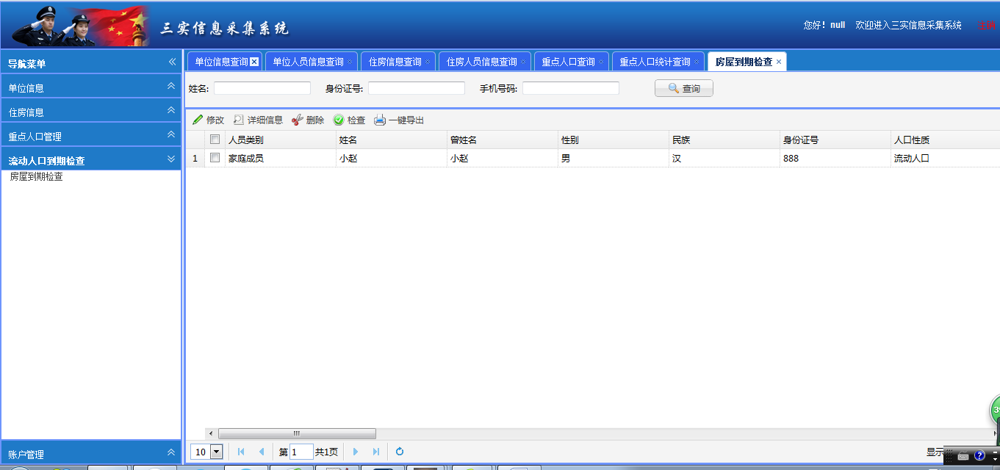 三实信息采集系统
您好！null 欢迎进入三实信息采集系统
导航菜单
单位信息
住房信息
重点人口管理
流动人口到期检查
房屋到期检查
账户管理
单位信息查询 单位人员信息查询 住房信息查询 住房人员信息查询 重点人口查询 重点人口统计查询 房屋到期检查
姓名: 身份证号: 手机号码: 查询
修改 详细信息 删除 检查 一键导出
人员类别 姓名 曾姓名 性别 民族 身份证号 人口性质
1 家庭成员 小赵 小赵 男 汉 888 流动人口
10 第 1 共1页 显示